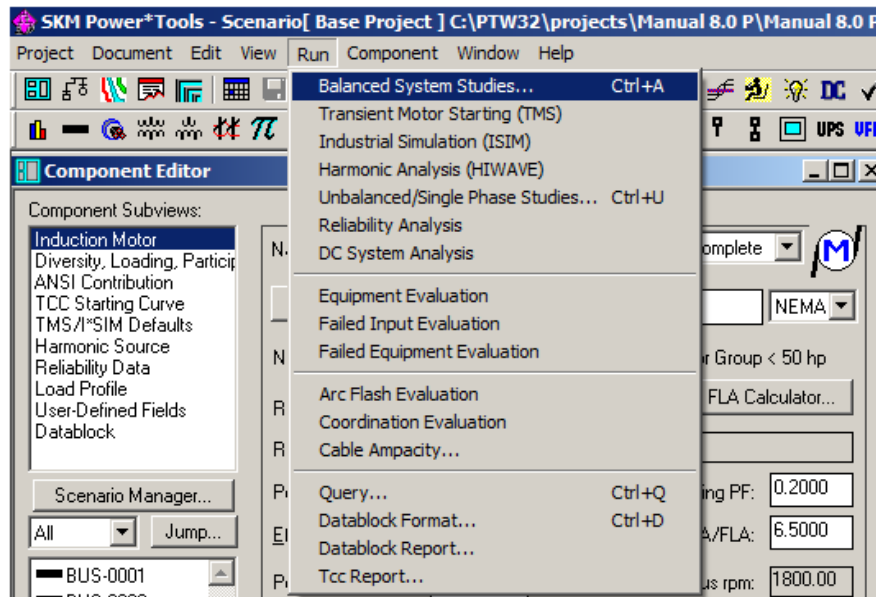 SKM Power*Tools - Scenario[ Base Project ] C:\PTW32\projects\Manual 8.0 P\Manual 8.0 P
Project Document Edit View Run Component Window Help
DC
UPS
Component Editor
Component Subviews:
Induction Motor
Diversity, Loading, Particip
ANSI Contribution
TCC Starting Curve
TMS/I*SIM Defaults
Harmonic Source
Reliability Data
Load Profile
User-Defined Fields
Datablock
Scenario Manager...
All
Jump...
BUS-0001
Balanced System Studies... Ctrl+A
Transient Motor Starting (TMS)
Industrial Simulation (ISIM)
Harmonic Analysis (HIWAVE)
Unbalanced/Single Phase Studies... Ctrl+U
Reliability Analysis
DC System Analysis
Equipment Evaluation
Failed Input Evaluation
Failed Equipment Evaluation
Arc Flash Evaluation
Coordination Evaluation
Cable Ampacity...
Query... Ctrl+Q
Datablock Format... Ctrl+D
Datablock Report...
Tcc Report...
omplete
M
NEMA
r Group < 50 hp
FLA Calculator...
ing PF: 0.2000
A/FLA: 6.5000
us rpm: 1800.00